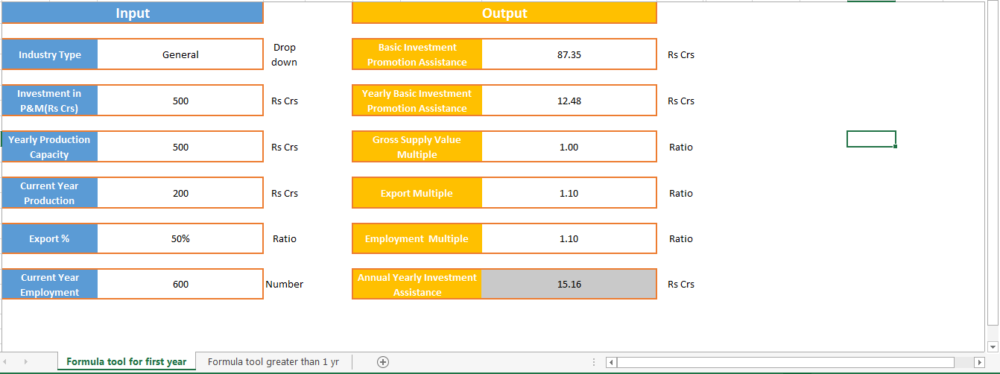 Input
Output
Industry Type
General
Drop
down
Basic Investment
Promotion Assistance
87.35
Rs Crs
Investment in
P&M(Rs Crs)
500
Rs Crs
Yearly Basic Investment
Promotion Assistance
12.48
Rs Crs
Yearly Production
Capacity
500
Rs Crs
Gross Supply Value
Multiple
1.00
Ratio
Current Year
Production
200
Rs Crs
Export Multiple
1.10
Ratio
Export %
50%
Ratio
Employment Multiple
1.10
Ratio
Current Year
Employment
600
Number
Annual Yearly Investment
Assistance
15.16
Rs Crs
Formula tool for first year
Formula tool greater than 1 yr